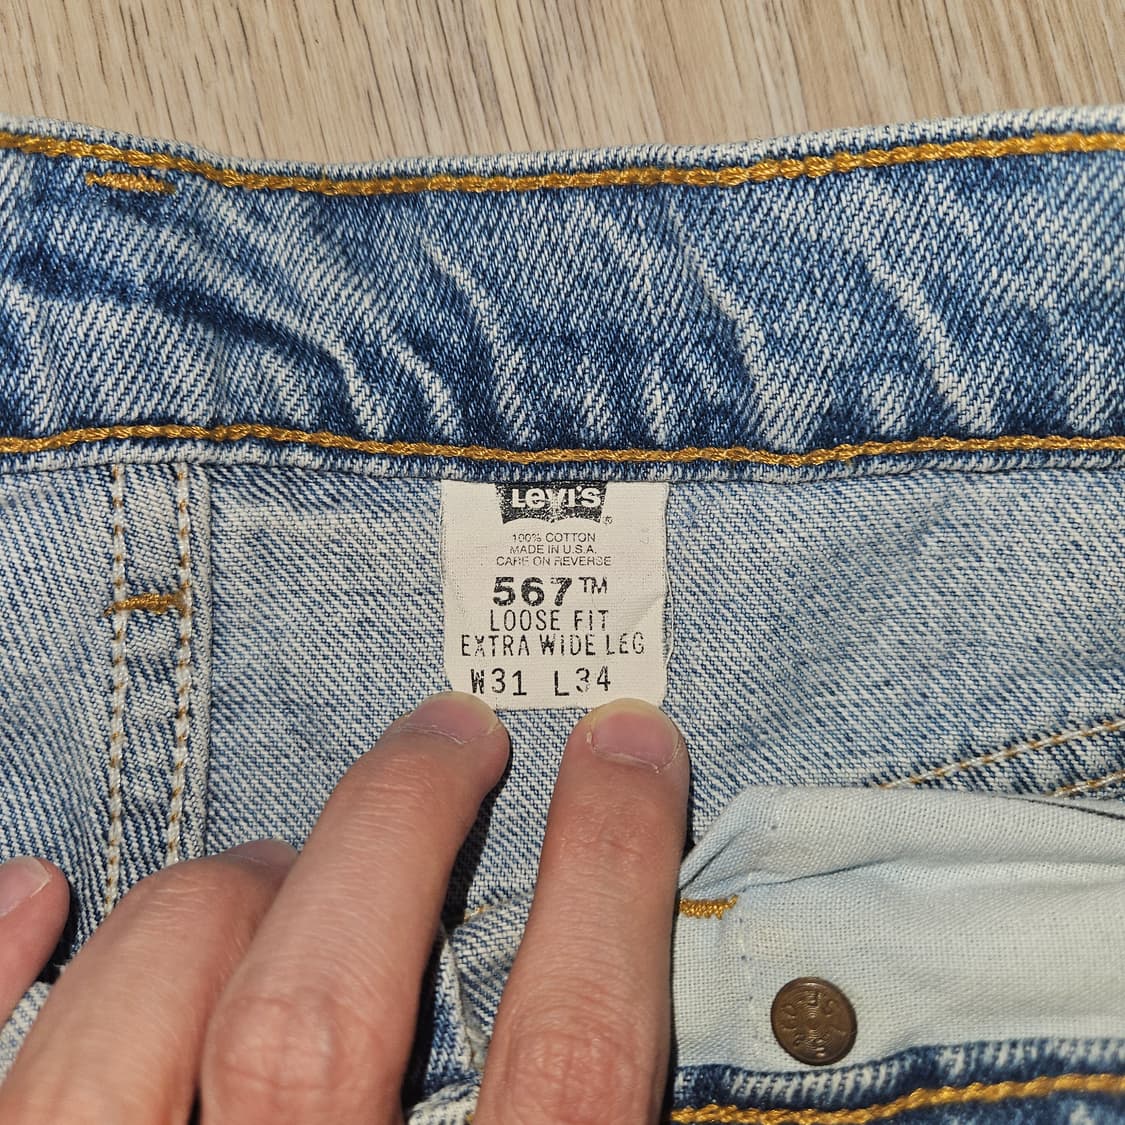 Levi's®
100% COTTON
MADE IN U.S.A.
CARE ON REVERSE
567™
LOOSE FIT
EXTRA WIDE LEG
W31 L34